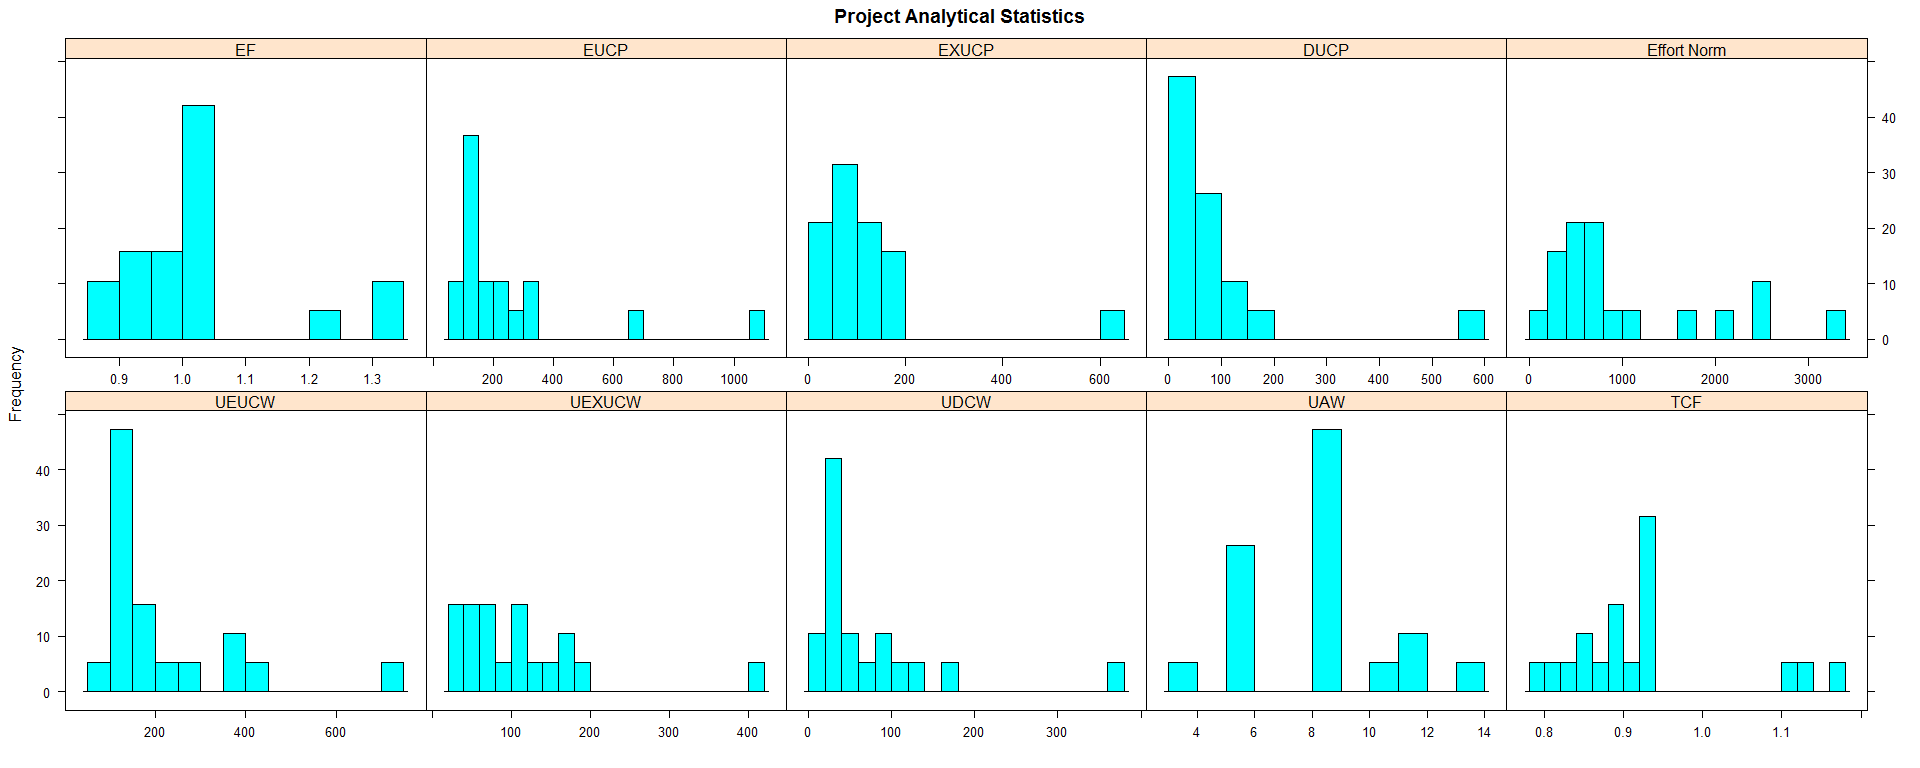 Project Analytical Statistics
EF EUCP EXUCP DUCP Effort Norm
40
30
20
10
0
0.9 1.0 1.1 1.2 1.3 200 400 600 800 1000 0 200 400 600 0 100 200 300 400 500 600 0 1000 2000 3000
Frequency
UEUCW UEXUCW UDCW UAW TCF
40
30
20
10
0
200 400 600 100 200 300 400 0 100 200 300 4 6 8 10 12 14 0.8 0.9 1.0 1.1